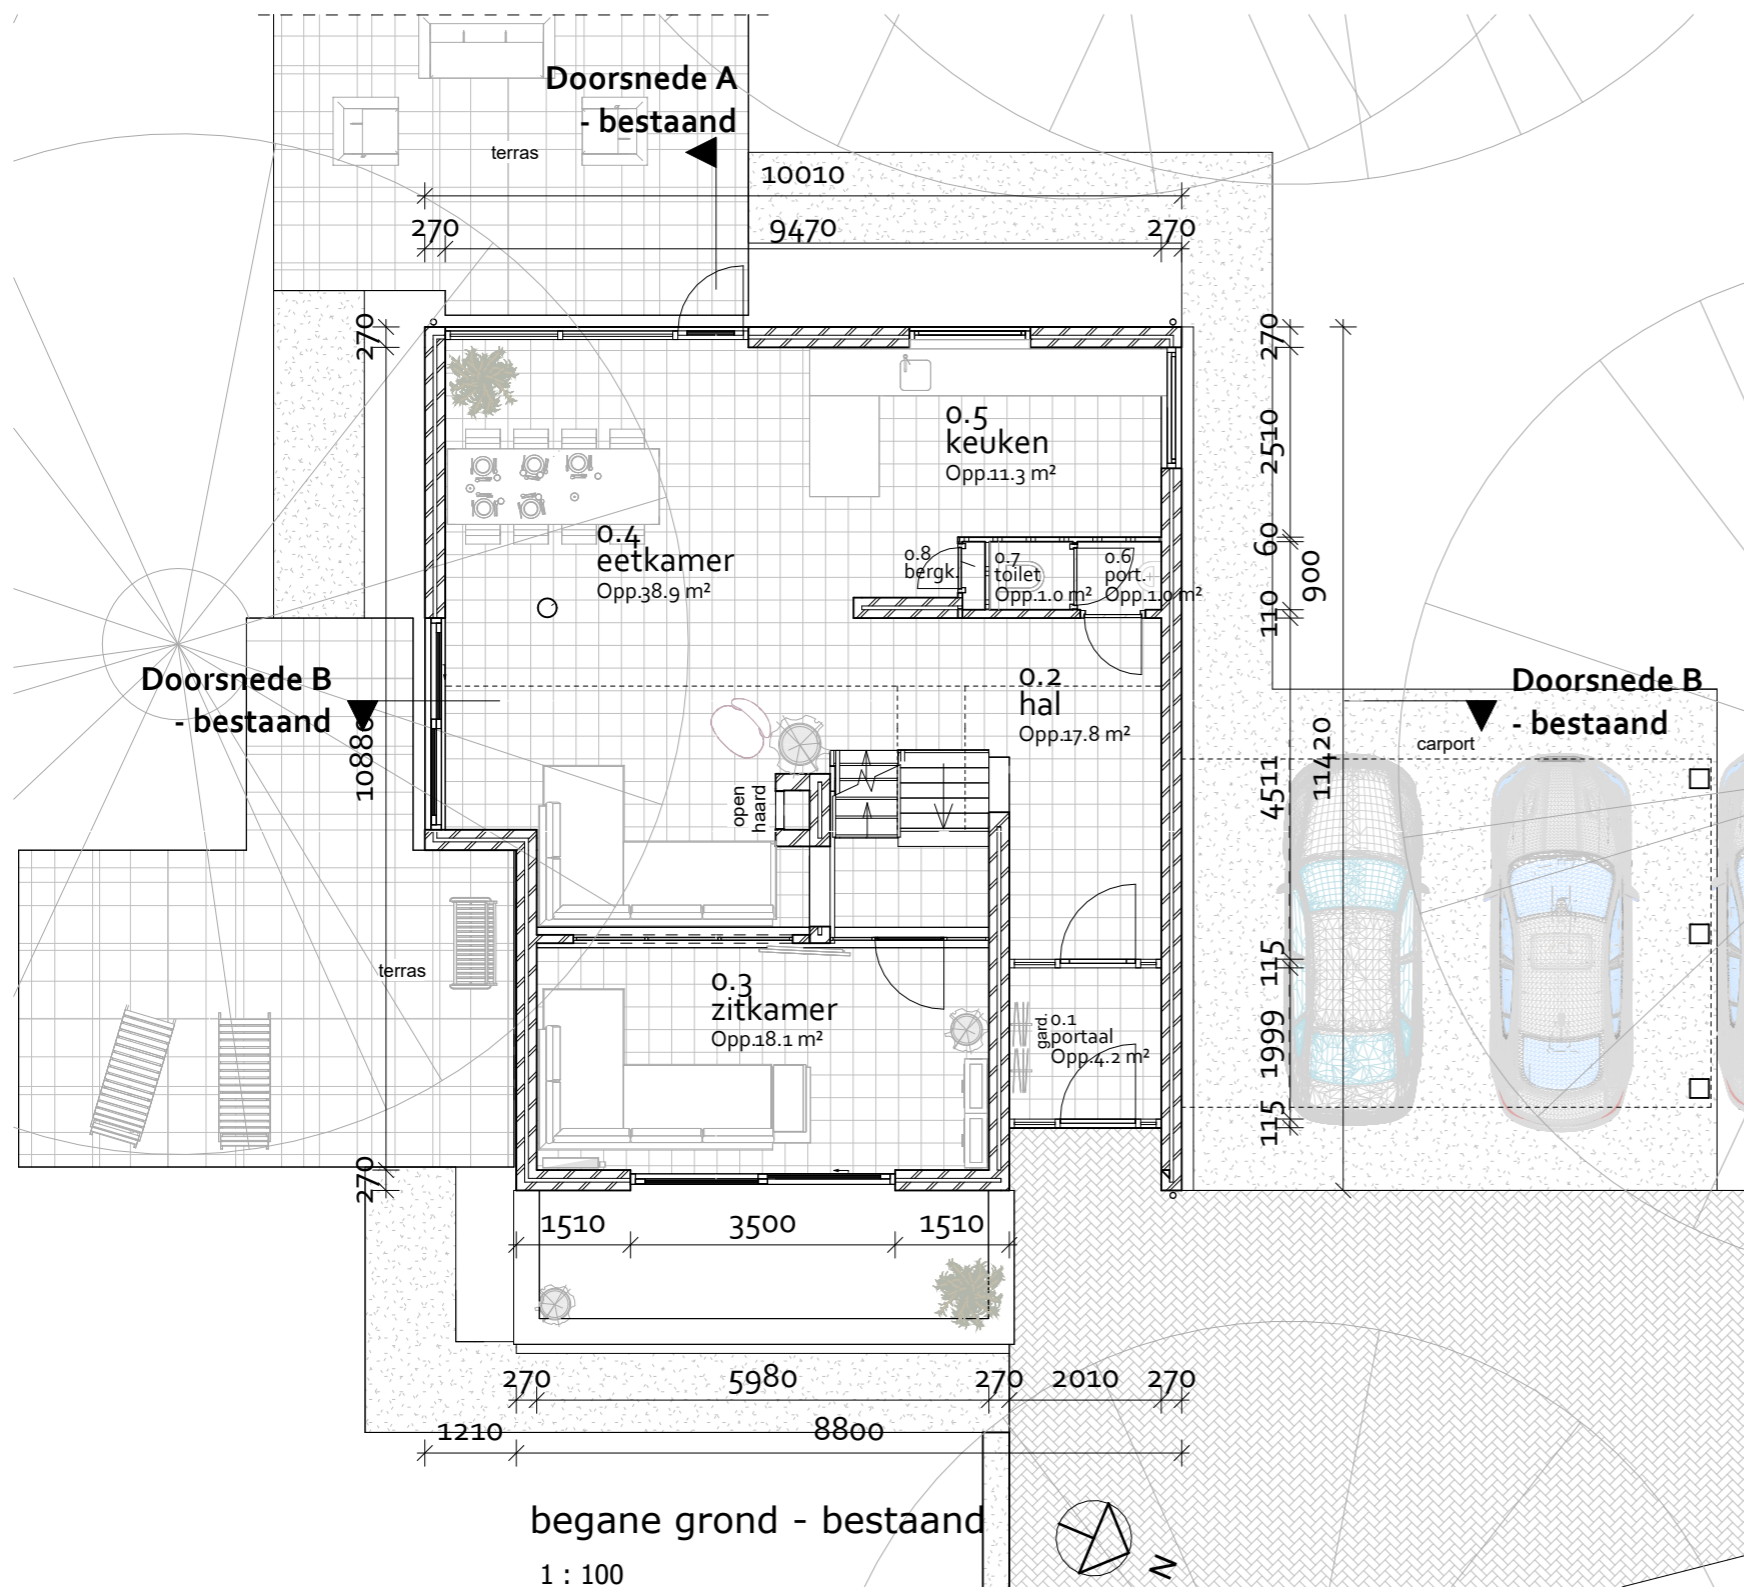 Doorsnede A
- bestaand
terras
10010
270
9470
270
270
270
0.5
keuken
Opp.11.3 m²
2510
0.4
eetkamer
Opp.38.9 m²
0.8
bergk.
0.7
toilet
Opp.1.0 m²
0.6
port.
Opp.1.0 m²
60
900
110
Doorsnede B
- bestaand
10880
0.2
hal
Opp.17.8 m²
Doorsnede B
- bestaand
carport
4511
11420
open
haard
terras
0.3
zitkamer
Opp.18.1 m²
gard.
0.1
portaal
Opp.4.2 m²
115
1999
115
270
1510
3500
1510
270
5980
270
2010
270
1210
8800
begane grond - bestaand
1 : 100
N